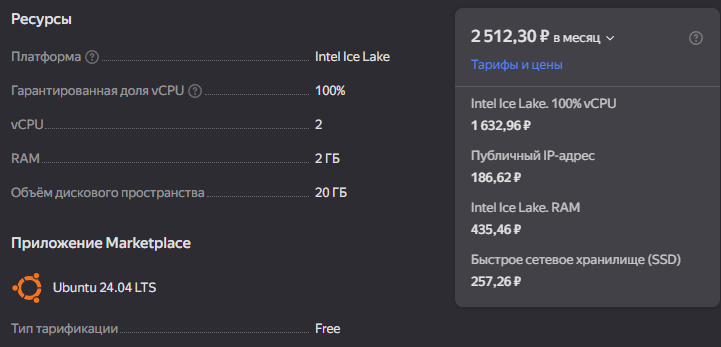 Ресурсы
Платформа ? Intel Ice Lake
Гарантированная доля vCPU ? 100%
vCPU 2
RAM 2 ГБ
Объём дискового пространства 20 ГБ
Приложение Marketplace
Ubuntu 24.04 LTS
Тип тарификации Free
2 512,30 ₽ в месяц ?
Тарифы и цены
Intel Ice Lake. 100% vCPU
1 632,96 ₽
Публичный IP-адрес
186,62 ₽
Intel Ice Lake. RAM
435,46 ₽
Быстрое сетевое хранилище (SSD)
257,26 ₽